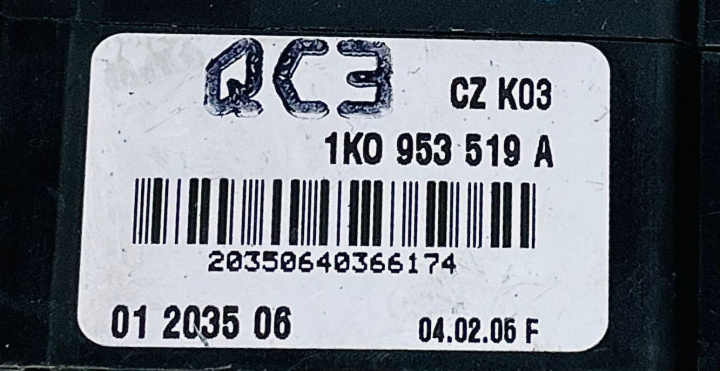 QC3 CZ K03
1K0 953 519 A
20350640366174
01 2035 06 04.02.06 F